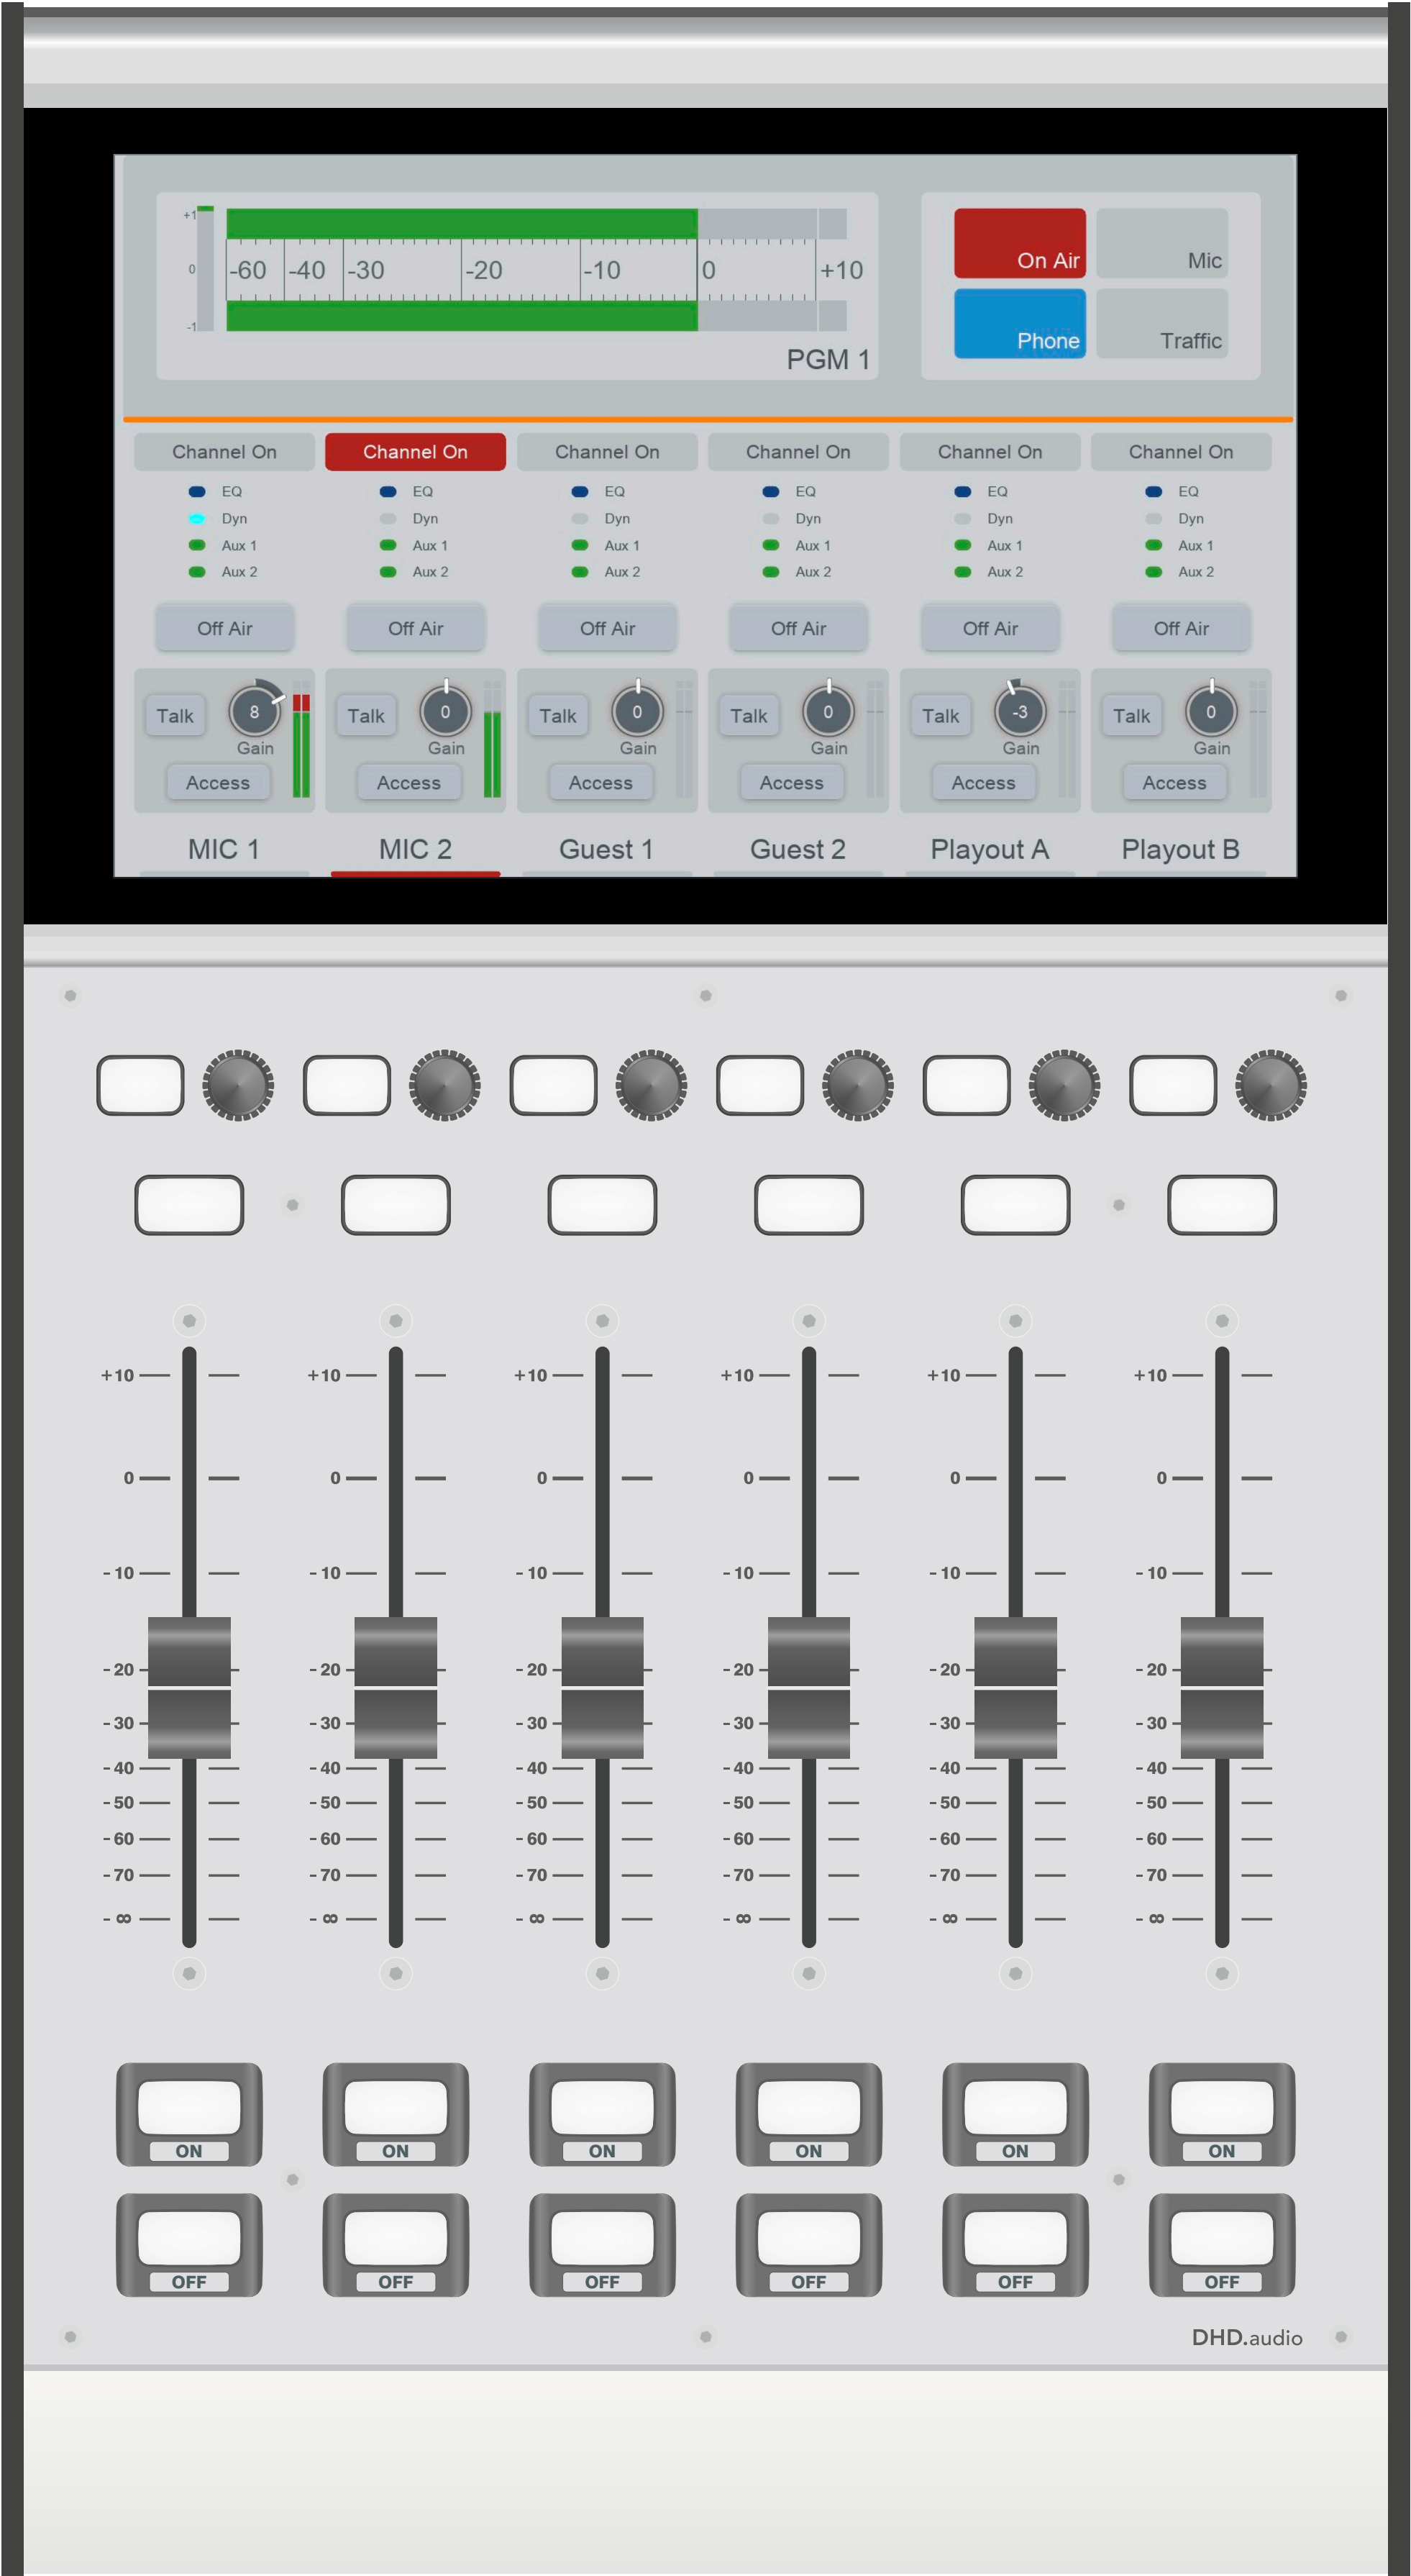 +1
0
-1
-60 -40 -30 -20 -10 0 +10
PGM 1
On Air Mic
Phone Traffic
Channel On Channel On Channel On Channel On Channel On Channel On
EQ EQ EQ EQ EQ EQ
Dyn Dyn Dyn Dyn Dyn Dyn
Aux 1 Aux 1 Aux 1 Aux 1 Aux 1 Aux 1
Aux 2 Aux 2 Aux 2 Aux 2 Aux 2 Aux 2
Off Air Off Air Off Air Off Air Off Air Off Air
Talk 8 Talk 0 Talk 0 Talk 0 Talk -3 Talk 0
Gain Gain Gain Gain Gain Gain
Access Access Access Access Access Access
MIC 1 MIC 2 Guest 1 Guest 2 Playout A Playout B
+10 +10 +10 +10 +10 +10
0 0 0 0 0 0
-10 -10 -10 -10 -10 -10
-20 -20 -20 -20 -20 -20
-30 -30 -30 -30 -30 -30
-40 -40 -40 -40 -40 -40
-50 -50 -50 -50 -50 -50
-60 -60 -60 -60 -60 -60
-70 -70 -70 -70 -70 -70
-∞ -∞ -∞ -∞ -∞ -∞
ON ON ON ON ON ON
OFF OFF OFF OFF OFF OFF
DHD.audio